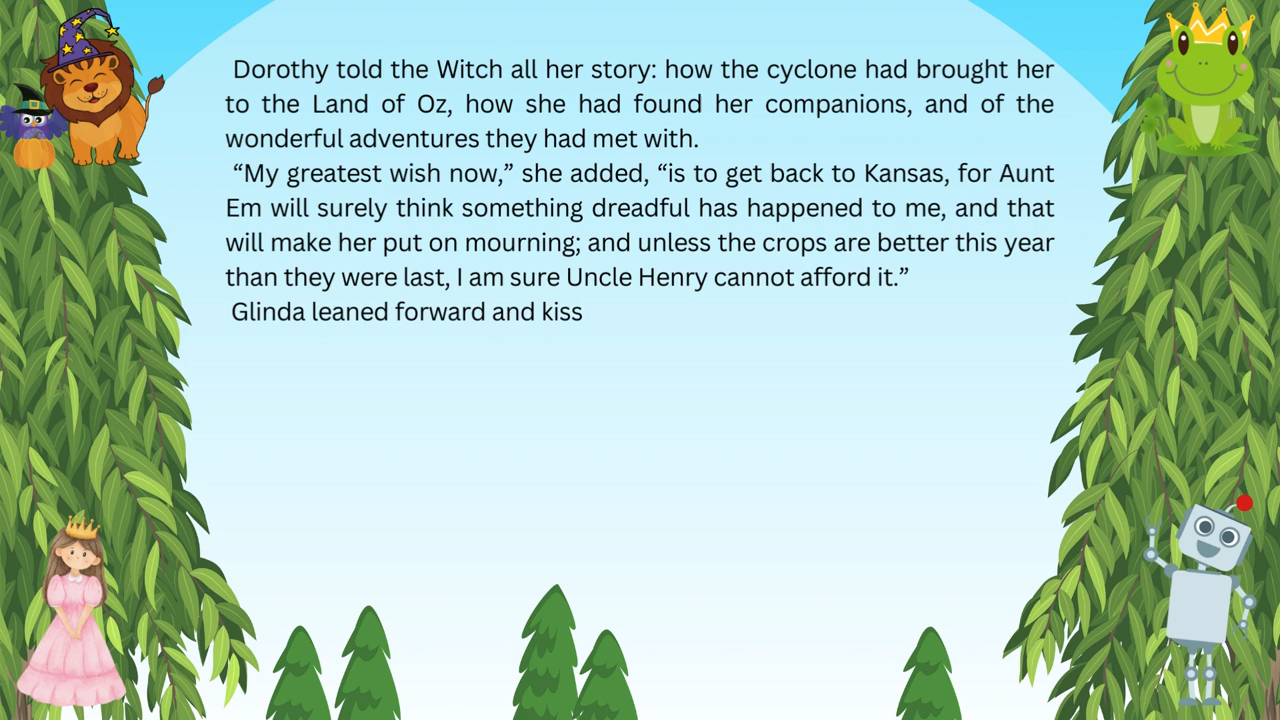 Dorothy told the Witch all her story: how the cyclone had brought her
to the Land of Oz, how she had found her companions, and of the
wonderful adventures they had met with.
“My greatest wish now,” she added, “is to get back to Kansas, for Aunt
Em will surely think something dreadful has happened to me, and that
will make her put on mourning; and unless the crops are better this year
than they were last, I am sure Uncle Henry cannot afford it.”
Glinda leaned forward and kiss